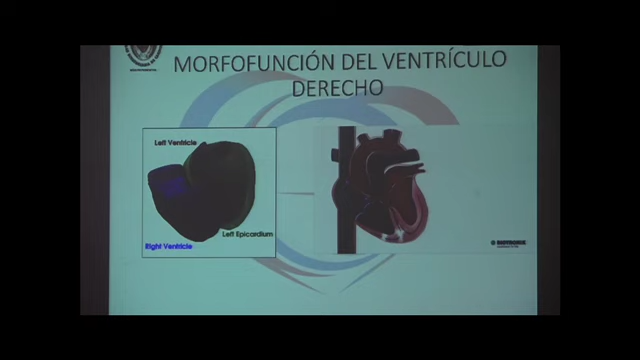 MORFOFUNCIÓN DEL VENTRÍCULO
DERECHO
Left Ventricle
Left Epicardium
Right Ventricle